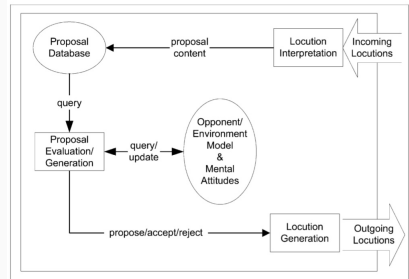 Proposal
Database
proposal
content
Locution
Interpretation
Incoming
Locutions
query
Proposal
Evaluation/
Generation
query/
update
Opponent/
Environment
Model
&
Mental
Attitudes
propose/accept/reject
Locution
Generation
Outgoing
Locutions